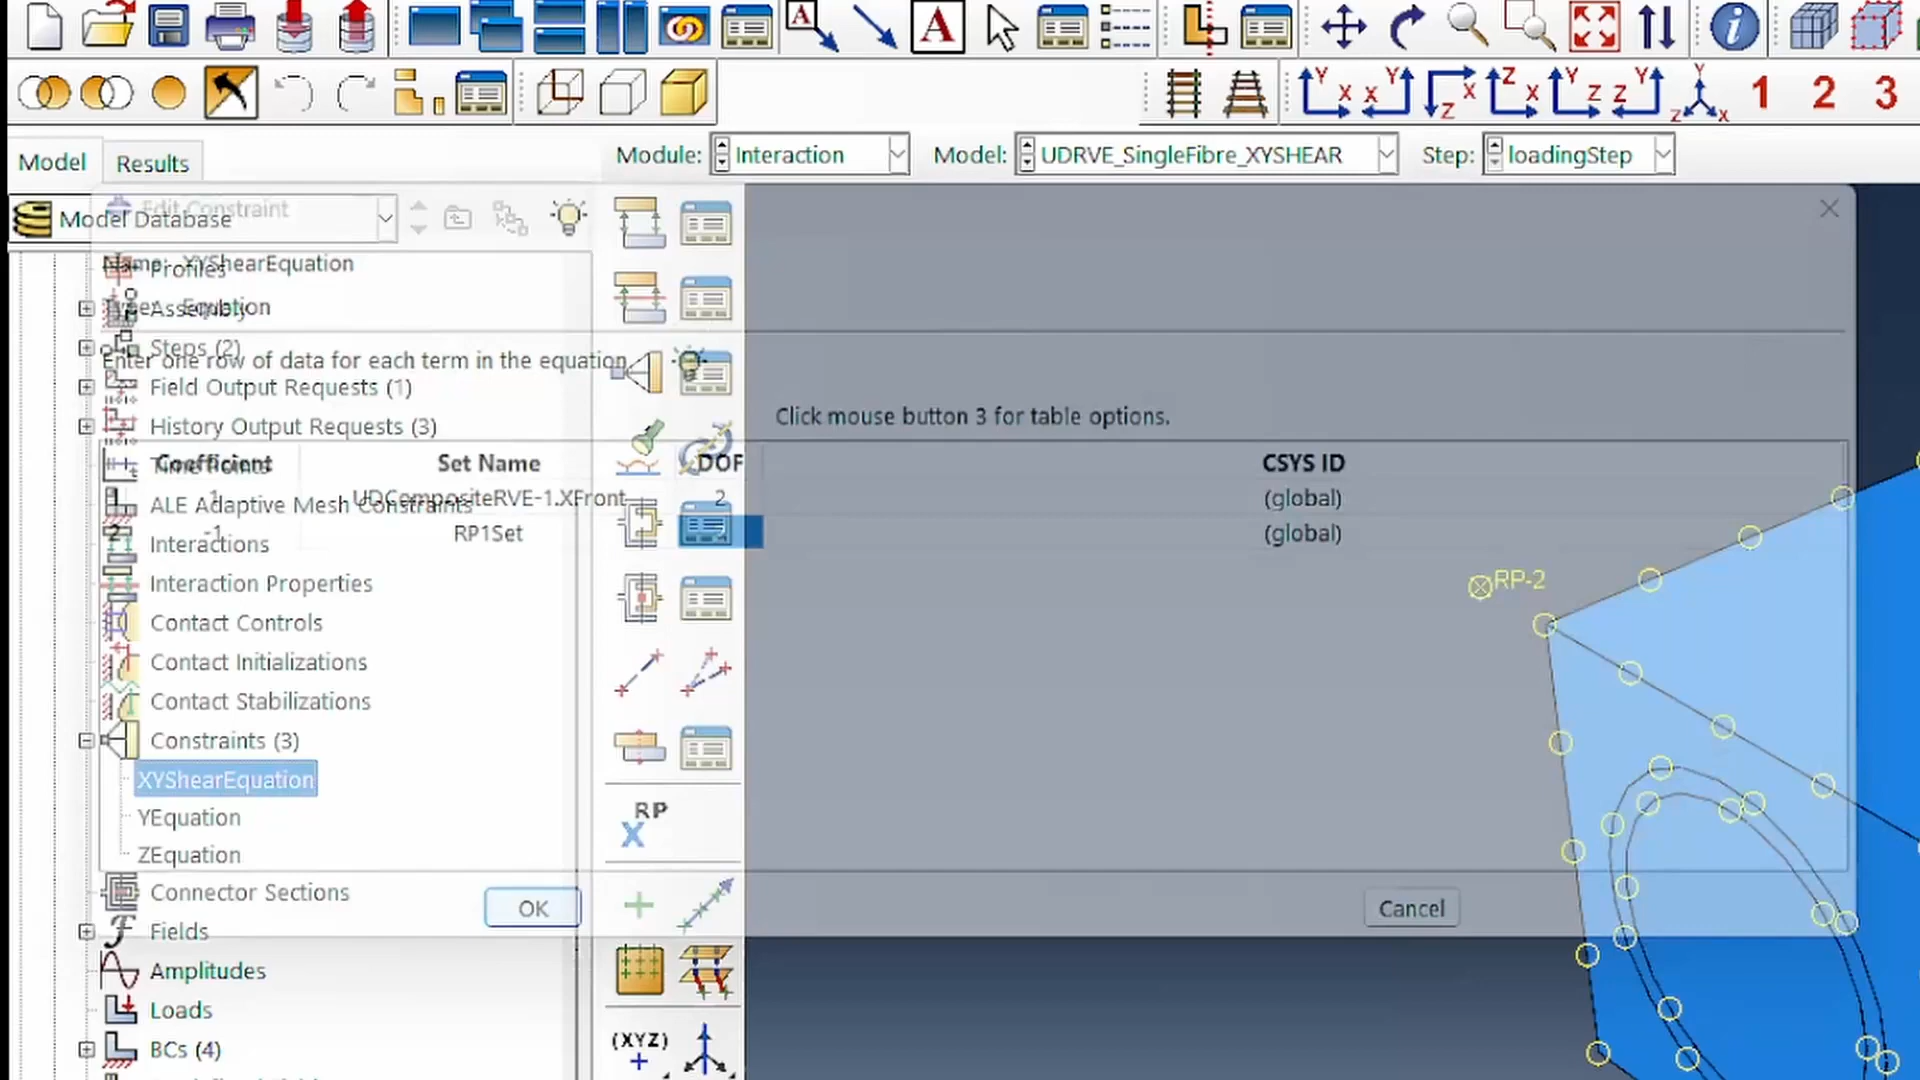 A
A
Y X
X Y
Z X
Z X
Y Z
Z Y
Y Z X
1 2 3
Model
Results
Module: Interaction
Model: UDRVE_SingleFibre_XYSHEAR
Step: loadingStep
Model Database
Edit Constraint
Name: XYShearEquation
Profiles
Type: Equation
Assembly
Steps (2)
Enter one row of data for each term in the equation.
Field Output Requests (1)
Click mouse button 3 for table options.
History Output Requests (3)
Coefficient Set Name DOF CSYS ID
Time Points
1 1 UDCompositeRVE-1.XFront 2 (global)
ALE Adaptive Mesh Constraints
2 -1 RP1Set (global)
Interactions
Interaction Properties
RP-2
Contact Controls
Contact Initializations
Contact Stabilizations
Constraints (3)
XYShearEquation
YEquation
RP
ZEquation
Connector Sections
OK
Cancel
Fields
Amplitudes
Loads
(XYZ)
BCs (4)